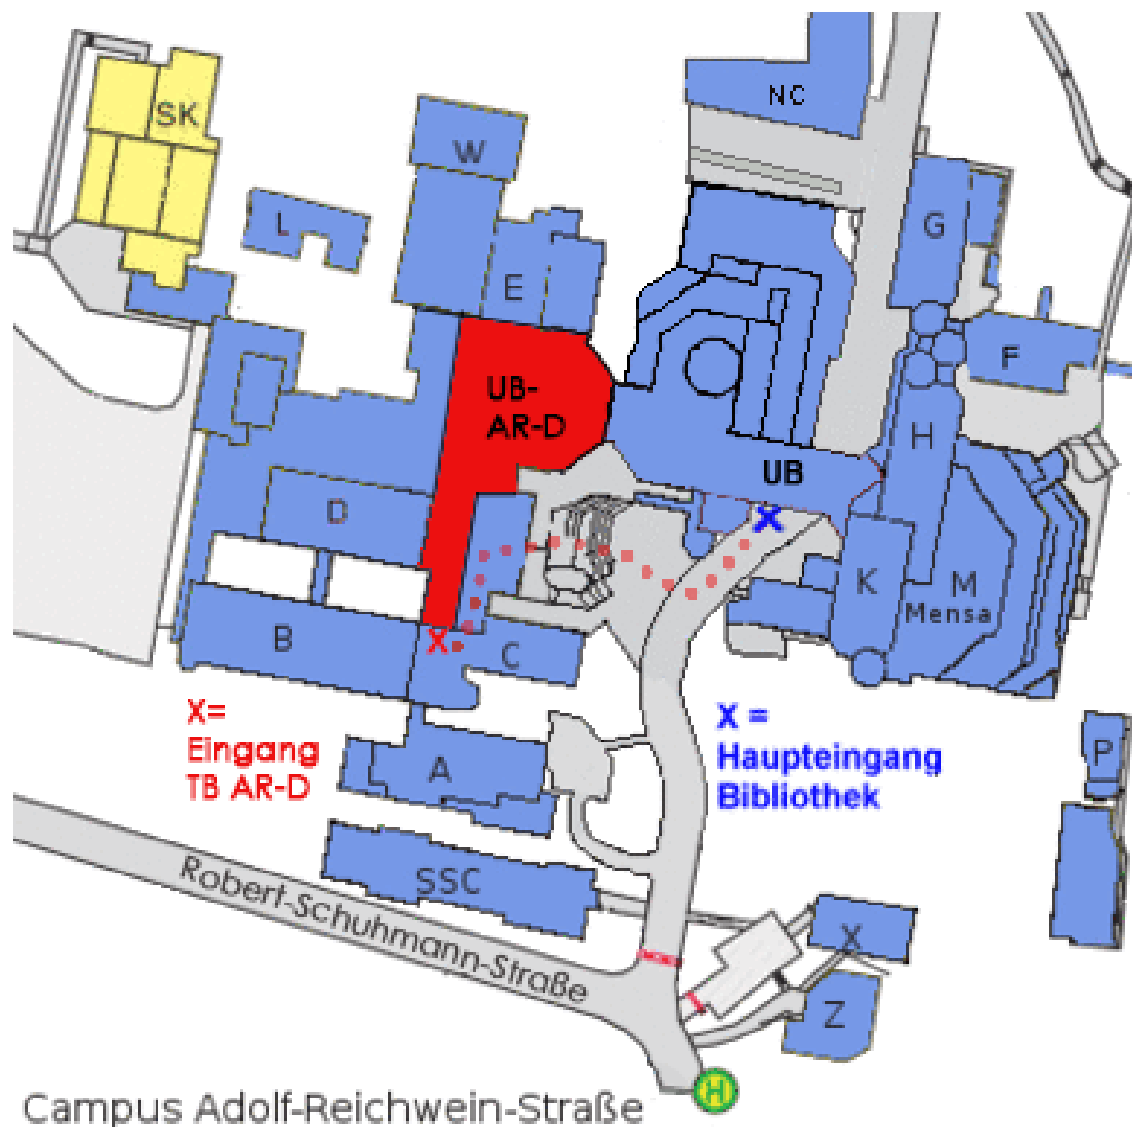 NC
SK
W
L
G
E
F
UB-
AR-D
H
UB
D
X
K
M
Mensa
B
X
C
X=
Eingang
TB AR-D
X =
Haupteingang
Bibliothek
P
A
SSC
Robert-Schuhmann-Straße
X
Z
H
Campus Adolf-Reichwein-Straße